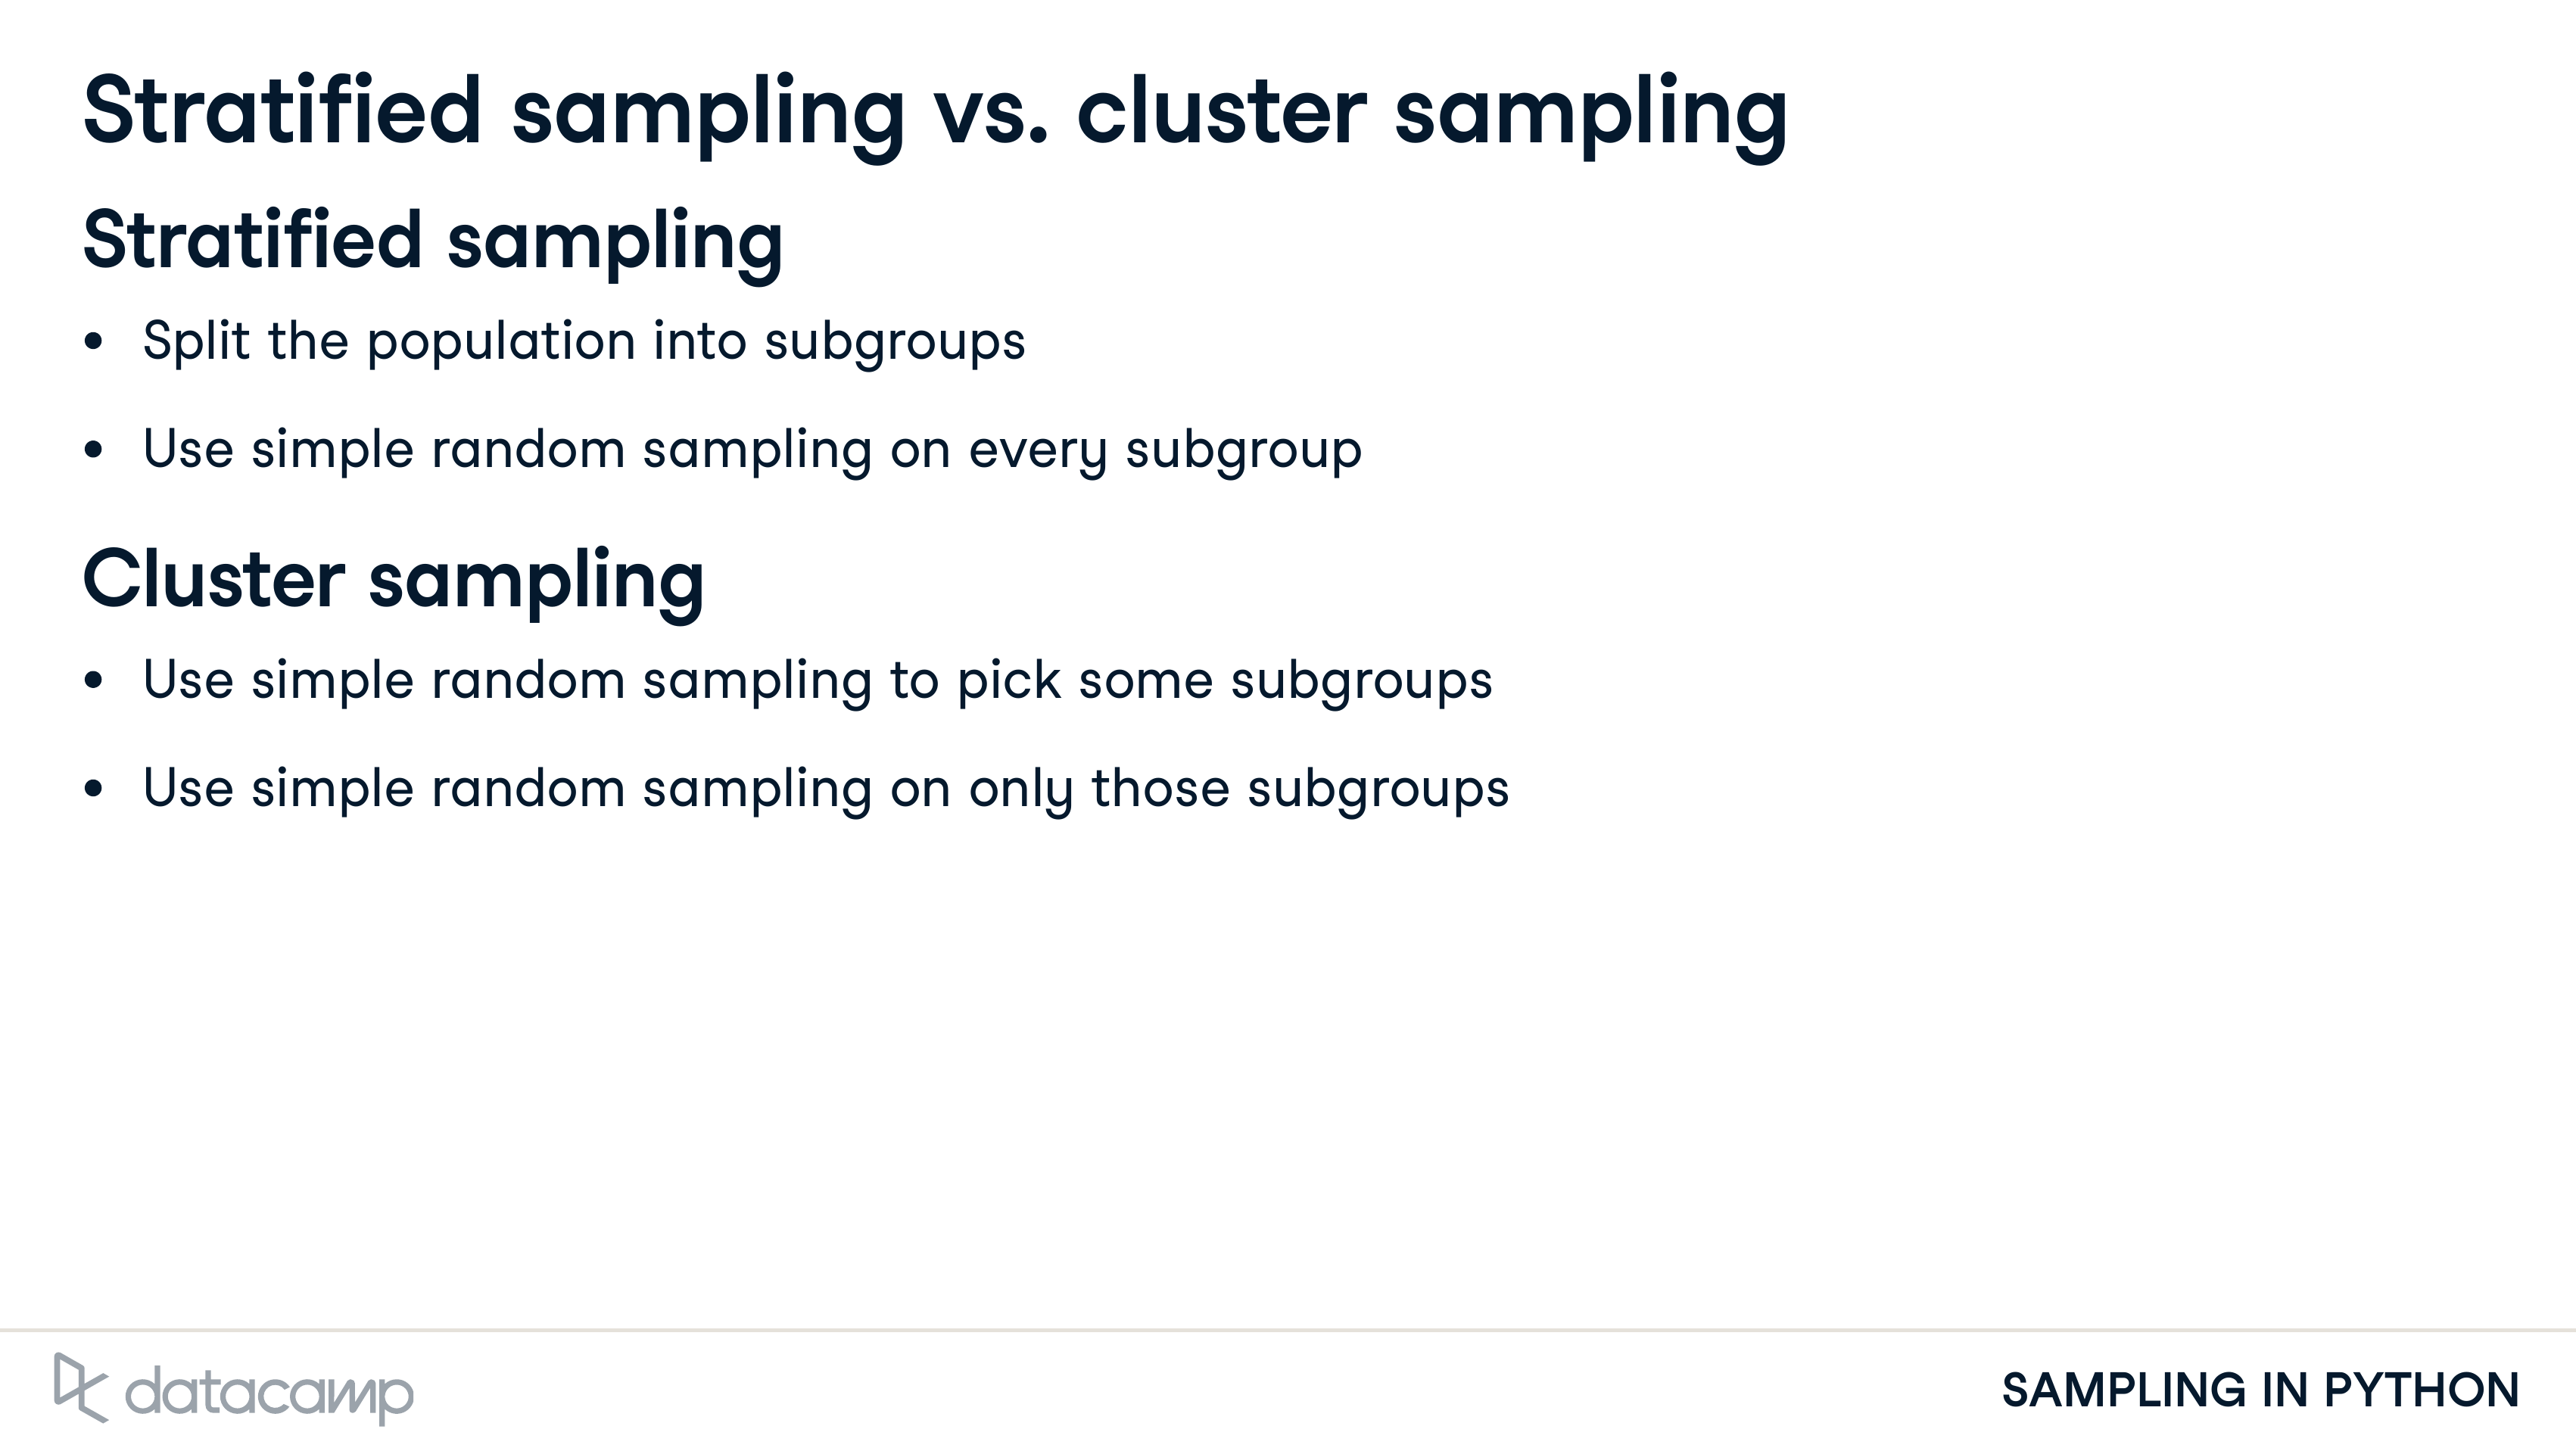 Stratified sampling vs. cluster sampling
Stratified sampling
• Split the population into subgroups
• Use simple random sampling on every subgroup
Cluster sampling
• Use simple random sampling to pick some subgroups
• Use simple random sampling on only those subgroups
datacamp
SAMPLING IN PYTHON